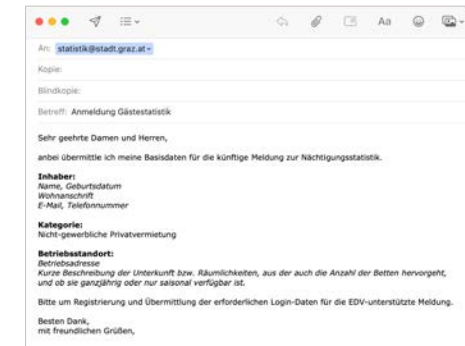 An: statistik@stadt.graz.at
Kopie:
Blindkopie:
Betreff: Anmeldung Gästestatistik
Sehr geehrte Damen und Herren,
anbei übermittle ich meine Basisdaten für die künftige Meldung zur Nächtigungsstatistik.
Inhaber:
Name, Geburtsdatum
Wohnanschrift
E-Mail, Telefonnummer
Kategorie:
Nicht-gewerbliche Privatvermietung
Betriebsstandort:
Betriebsadresse
Kurze Beschreibung der Unterkunft bzw. Räumlichkeiten, aus der auch die Anzahl der Betten hervorgeht,
und ob sie ganzjährig oder nur saisonal verfügbar ist.
Bitte um Registrierung und Übermittlung der erforderlichen Login-Daten für die EDV-unterstützte Meldung.
Besten Dank,
mit freundlichen Grüßen,